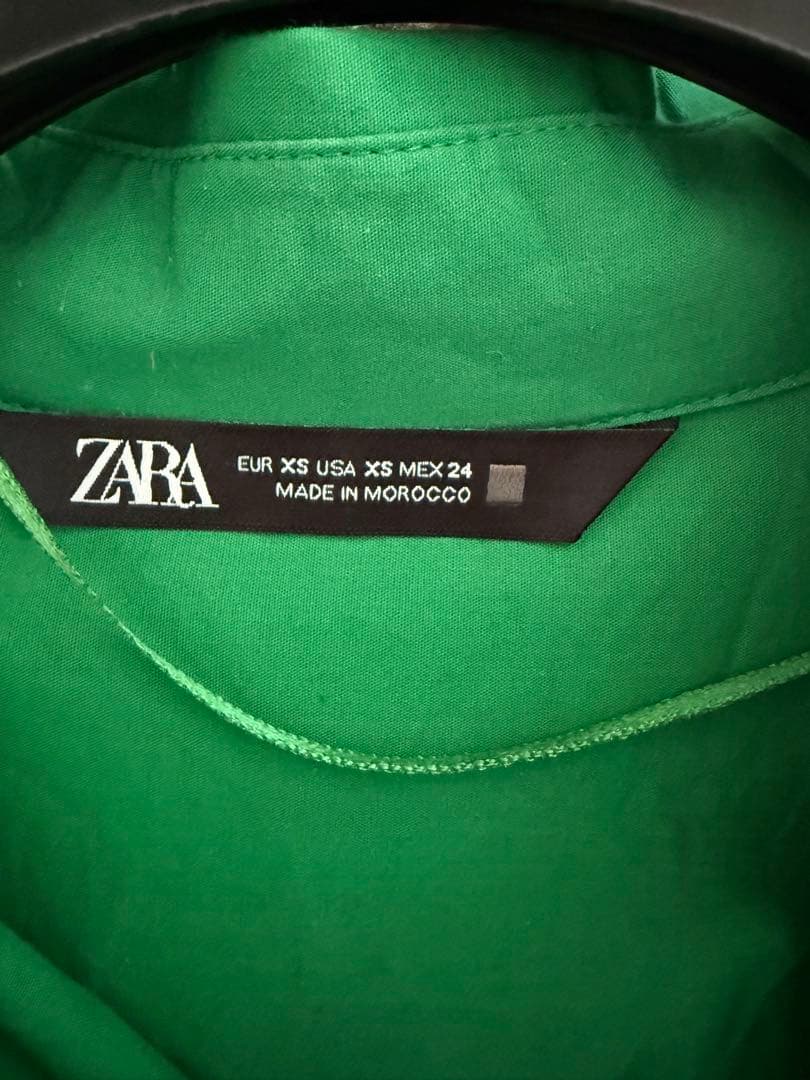 ZARA
EUR XS USA XS MEX 24
MADE IN MOROCCO